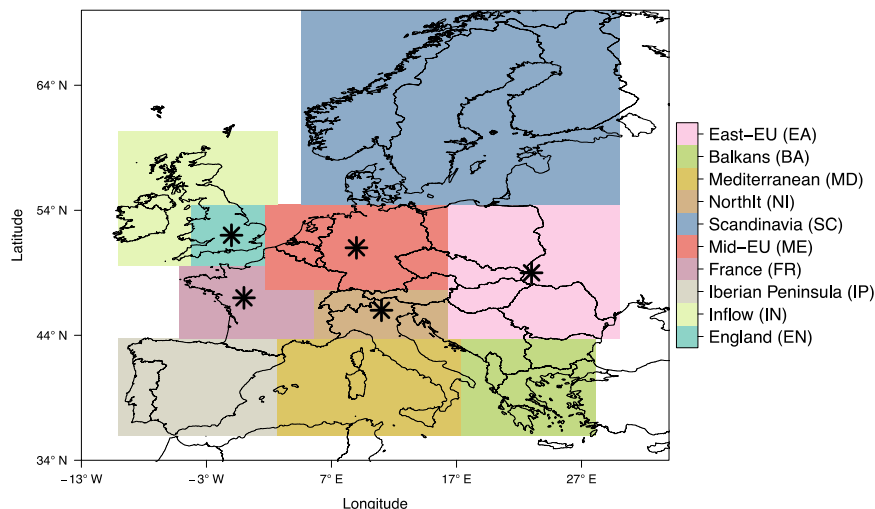 64° N
54° N
44° N
34° N
Latitude
−13° W
−3° W
7° E
17° E
27° E
Longitude
East−EU (EA)
Balkans (BA)
Mediterranean (MD)
NorthIt (NI)
Scandinavia (SC)
Mid−EU (ME)
France (FR)
Iberian Peninsula (IP)
Inflow (IN)
England (EN)